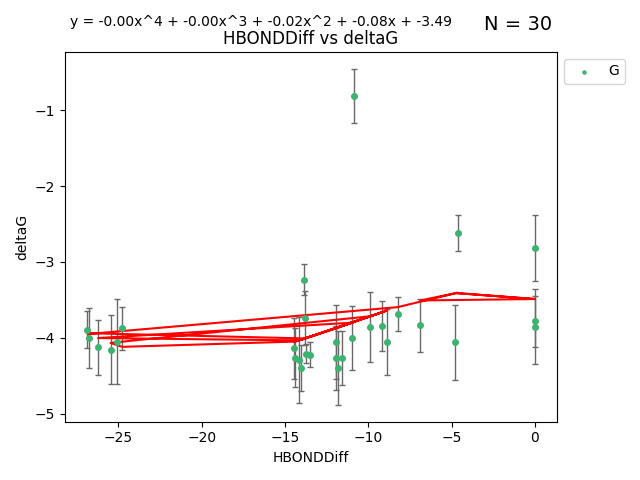 y = -0.00x^4 + -0.00x^3 + -0.02x^2 + -0.08x + -3.49
N = 30
HBONDDiff vs deltaG
G
deltaG
−1
−2
−3
−4
−5
−25
−20
−15
−10
−5
0
HBONDDiff